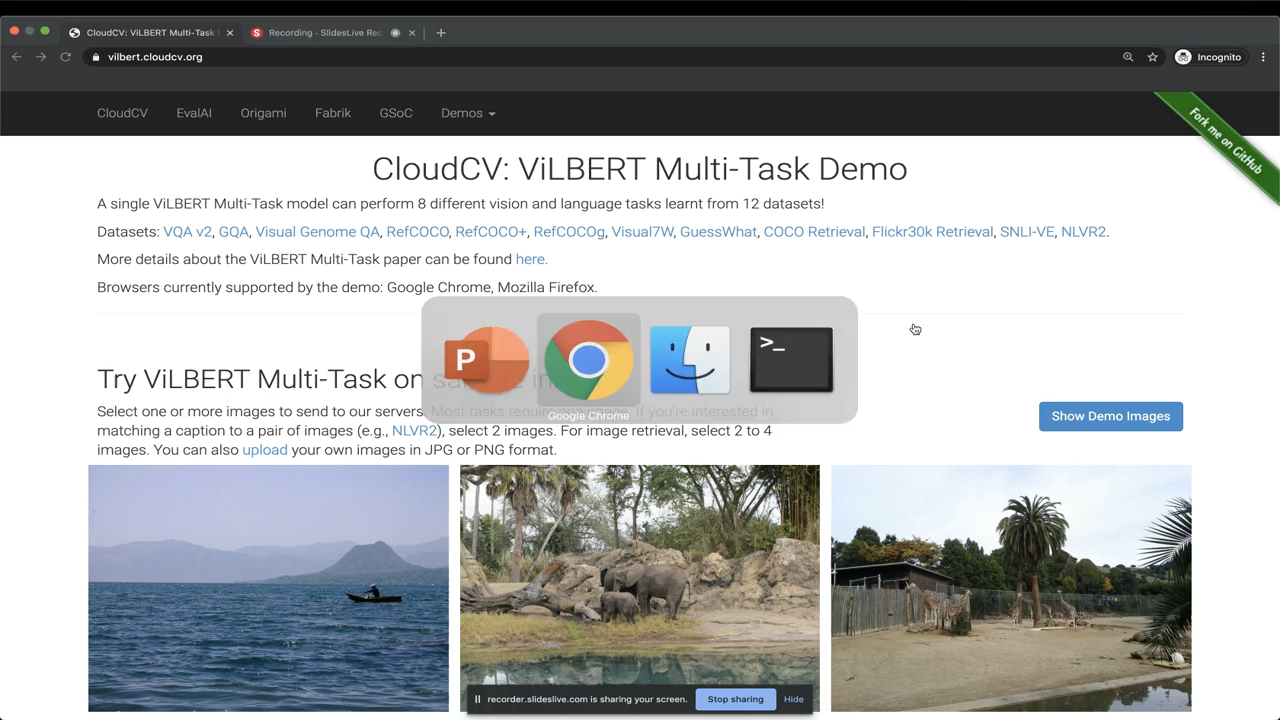 CloudCV: ViLBERT Multi-Task
Recording - SlidesLive Rec
vilbert.cloudcv.org
Incognito
CloudCV
EvalAI
Origami
Fabrik
GSoC
Demos
Fork me on GitHub
CloudCV: ViLBERT Multi-Task Demo
A single ViLBERT Multi-Task model can perform 8 different vision and language tasks learnt from 12 datasets!
Datasets: VQA v2, GQA, Visual Genome QA, RefCOCO, RefCOCO+, RefCOCOg, Visual7W, GuessWhat, COCO Retrieval, Flickr30k Retrieval, SNLI-VE, NLVR2.
More details about the ViLBERT Multi-Task paper can be found here.
Browsers currently supported by the demo: Google Chrome, Mozilla Firefox.
P
>_
Google Chrome
Try ViLBERT Multi-Task on
Select one or more images to send to our servers. Most tasks require If you're interested in
matching a caption to a pair of images (e.g., NLVR2), select 2 images. For image retrieval, select 2 to 4
images. You can also upload your own images in JPG or PNG format.
Show Demo Images
recorder.slideslive.com is sharing your screen.
Stop sharing
Hide